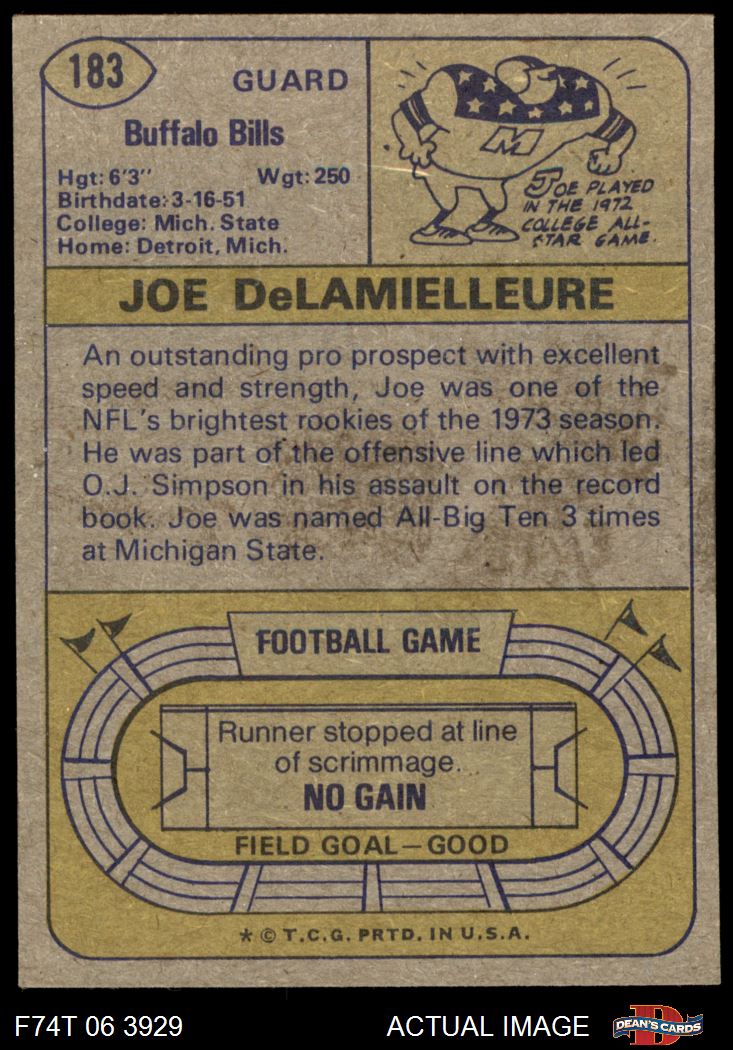 183
GUARD
Buffalo Bills
Hgt: 6'3" Wgt: 250
Birthdate: 3-16-51
College: Mich. State
Home: Detroit, Mich.
M
JOE PLAYED
IN THE 1972
COLLEGE ALL-
STAR GAME.
JOE DeLAMIELLEURE
An outstanding pro prospect with excellent
speed and strength, Joe was one of the
NFL's brightest rookies of the 1973 season.
He was part of the offensive line which led
O.J. Simpson in his assault on the record
book. Joe was named All-Big Ten 3 times
at Michigan State.
FOOTBALL GAME
Runner stopped at line
of scrimmage.
NO GAIN
FIELD GOAL—GOOD
* © T.C.G. PRTD. IN U.S.A.
F74T 06 3929
ACTUAL IMAGE
D
DEAN'S CARDS